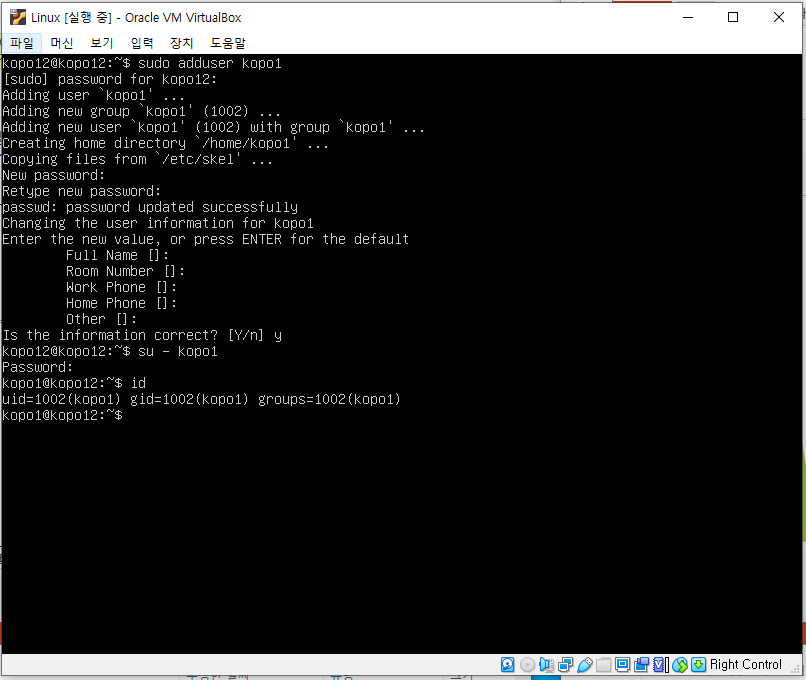 Linux [실행 중] - Oracle VM VirtualBox
파일 머신 보기 입력 장치 도움말
kopo12@kopo12:~$ sudo adduser kopo1
[sudo] password for kopo12:
Adding user `kopo1' ...
Adding new group `kopo1' (1002) ...
Adding new user `kopo1' (1002) with group `kopo1' ...
Creating home directory `/home/kopo1' ...
Copying files from `/etc/skel' ...
New password:
Retype new password:
passwd: password updated successfully
Changing the user information for kopo1
Enter the new value, or press ENTER for the default
Full Name []:
Room Number []:
Work Phone []:
Home Phone []:
Other []:
Is the information correct? [Y/n] y
kopo12@kopo12:~$ su - kopo1
Password:
kopo1@kopo12:~$ id
uid=1002(kopo1) gid=1002(kopo1) groups=1002(kopo1)
kopo1@kopo12:~$
Right Control